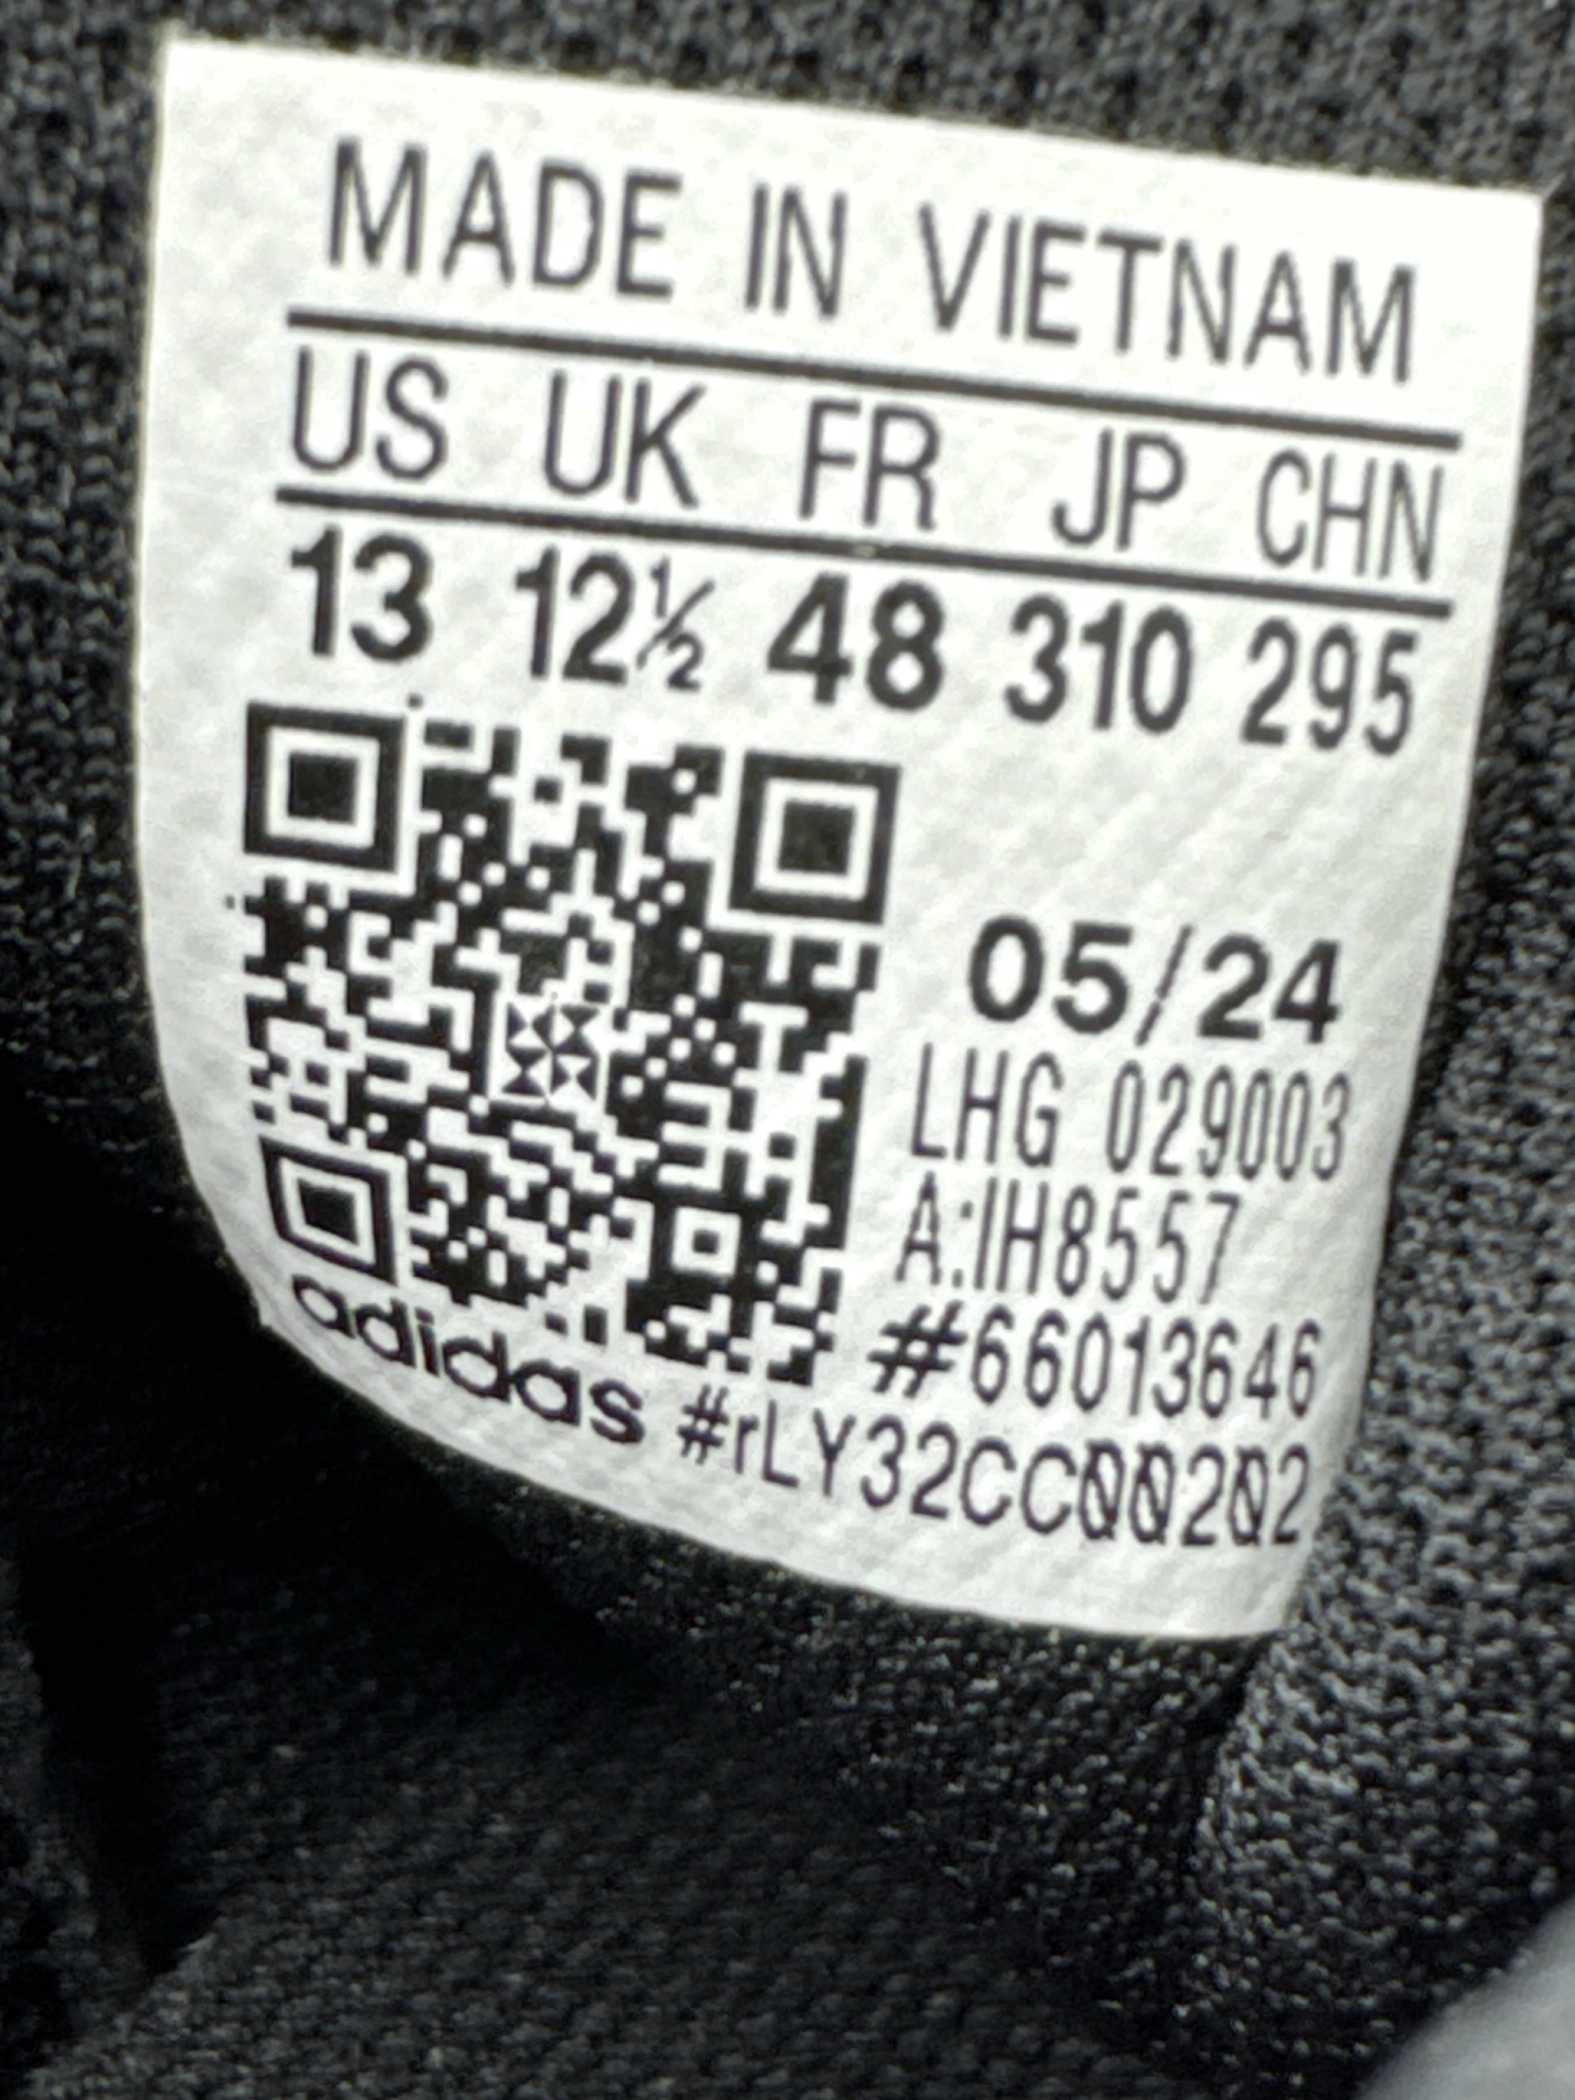 MADE IN VIETNAM
US UK FR JP CHN
13 12½ 48 310 295
05/24
LHG 029003
A:IH8557
#66013646
adidas #rLY32CC00202